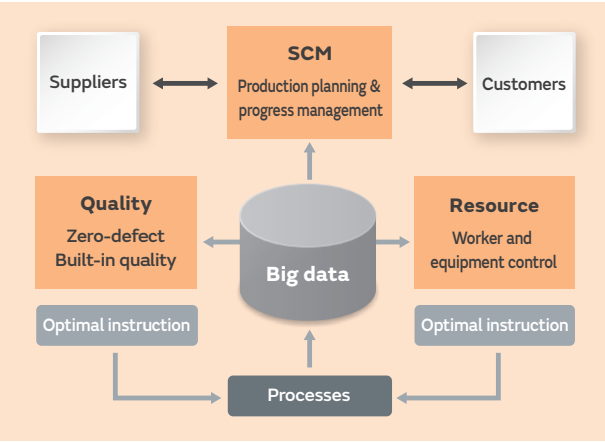 SCM
Suppliers
Production planning &
progress management
Customers
Quality
Zero-defect
Built-in quality
Big data
Resource
Worker and
equipment control
Optimal instruction
Optimal instruction
Processes